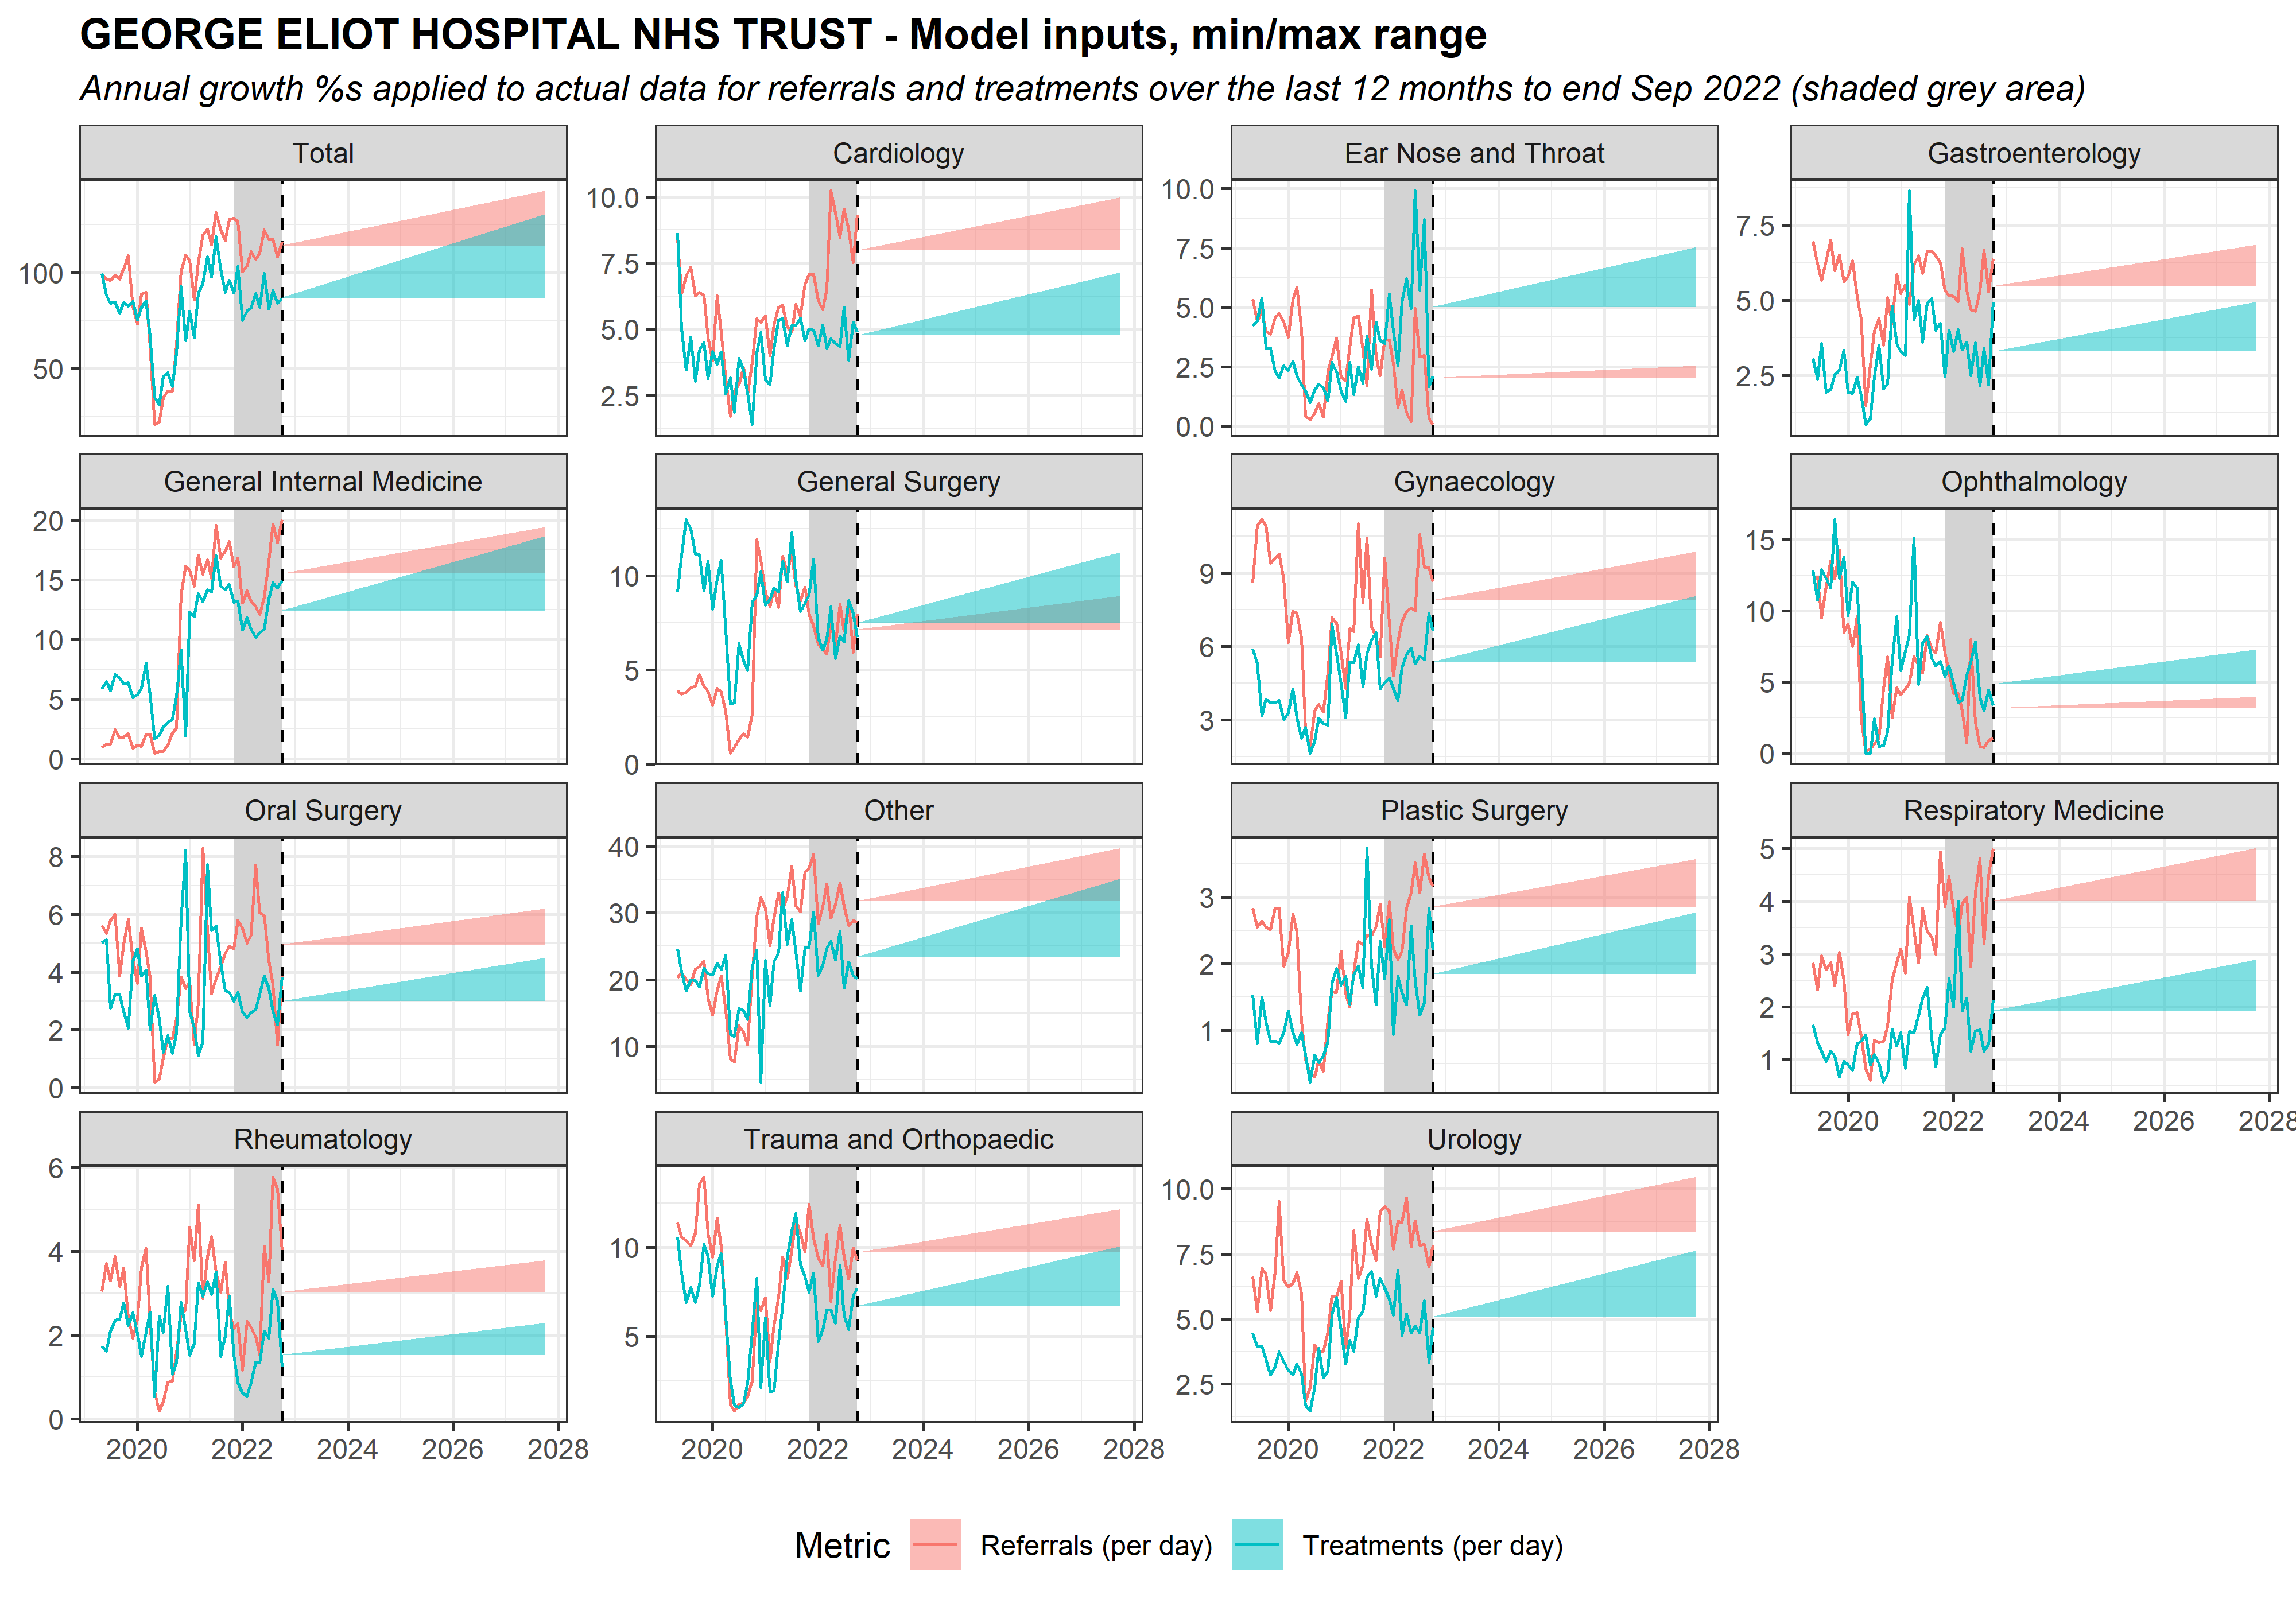 GEORGE ELIOT HOSPITAL NHS TRUST - Model inputs, min/max range
Annual growth %s applied to actual data for referrals and treatments over the last 12 months to end Sep 2022 (shaded grey area)
Total
Cardiology
Ear Nose and Throat
Gastroenterology
100
50
10.0
7.5
5.0
2.5
10.0
7.5
5.0
2.5
0.0
7.5
5.0
2.5
General Internal Medicine
General Surgery
Gynaecology
Ophthalmology
20
15
10
5
0
10
5
0
9
6
3
15
10
5
0
Oral Surgery
Other
Plastic Surgery
Respiratory Medicine
8
6
4
2
0
40
30
20
10
3
2
1
5
4
3
2
1
2020 2022 2024 2026 2028
Rheumatology
Trauma and Orthopaedic
Urology
6
4
2
0
10
5
10.0
7.5
5.0
2.5
2020 2022 2024 2026 2028
2020 2022 2024 2026 2028
2020 2022 2024 2026 2028
Metric Referrals (per day) Treatments (per day)